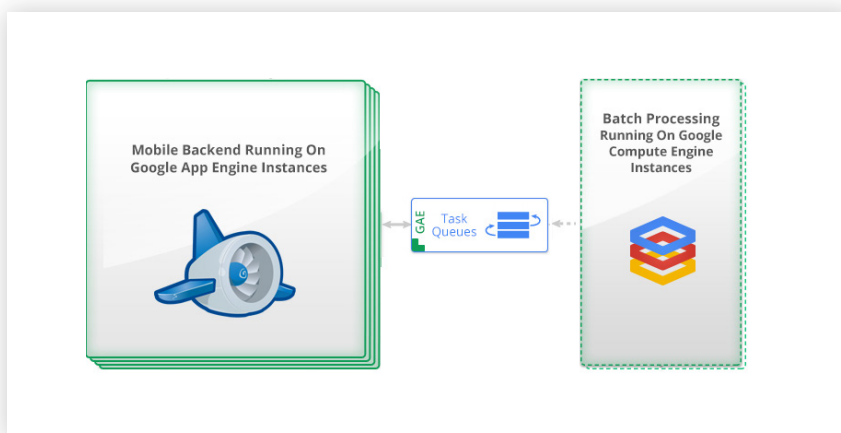 Mobile Backend Running On
Google App Engine Instances
GAE
Task
Queues
Batch Processing
Running On Google
Compute Engine
Instances